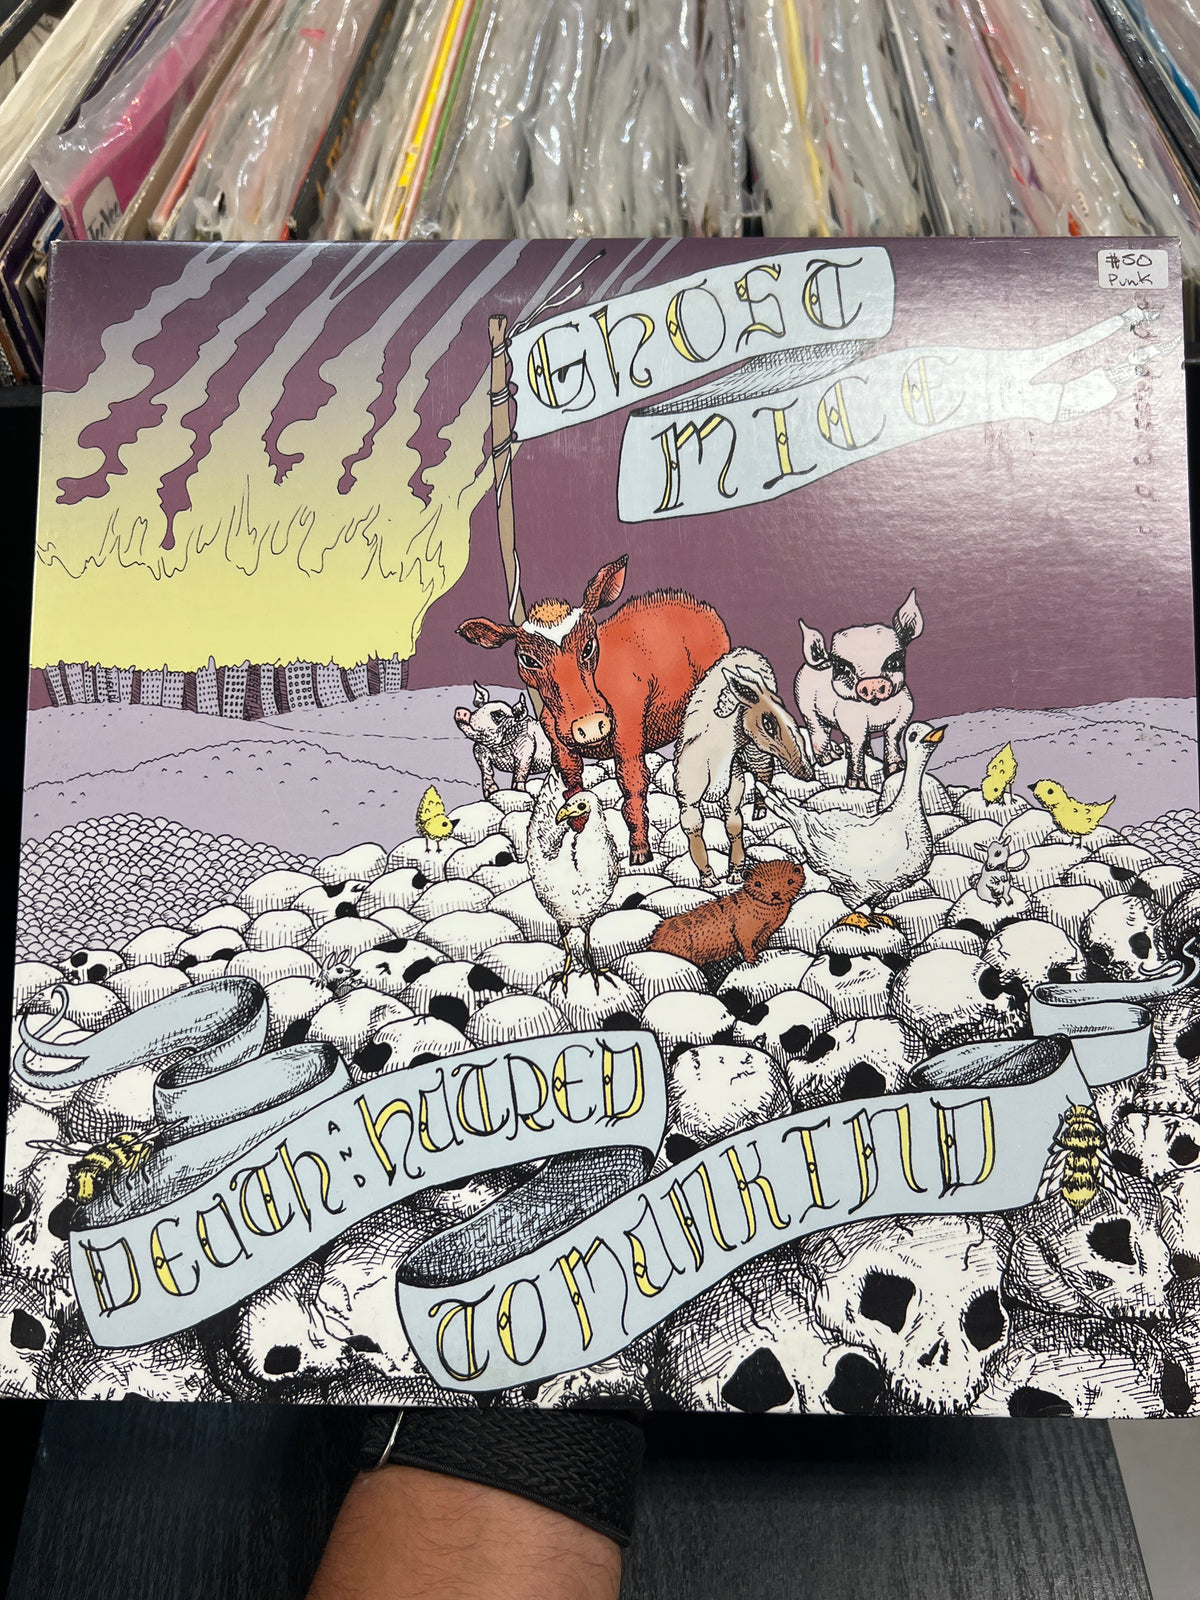 #50
Punk
GHOST
MICE
DEATH AND HATRED
TO MANKIND